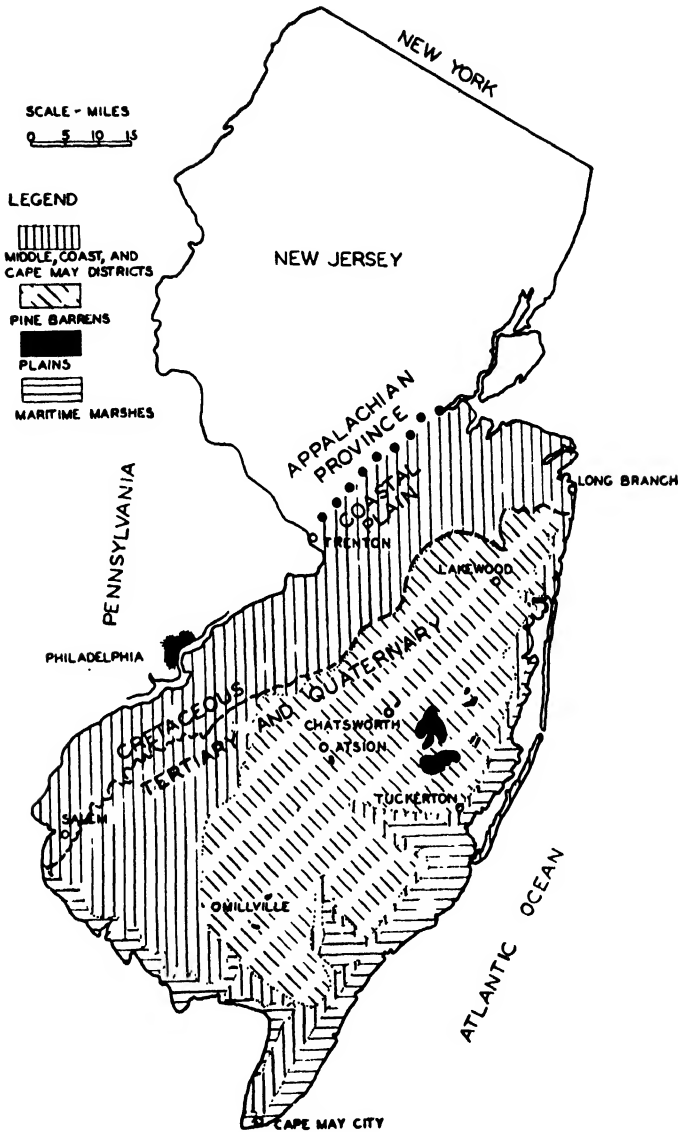 NEW YORK
SCALE - MILES
0 5 10 15
LEGEND
MIDDLE, COAST, AND
CAPE MAY DISTRICTS
PINE BARRENS
PLAINS
MARITIME MARSHES
NEW JERSEY
APPALACHIAN
PROVINCE
COASTAL
PLAIN
LONG BRANCH
TRENTON
PENNSYLVANIA
LAKEWOOD
PHILADELPHIA
CRETACEOUS
TERTIARY AND QUATERNARY
CHATSWORTH
ATSION
TUCKERTON
SALEM
MILLVILLE
ATLANTIC OCEAN
CAPE MAY CITY